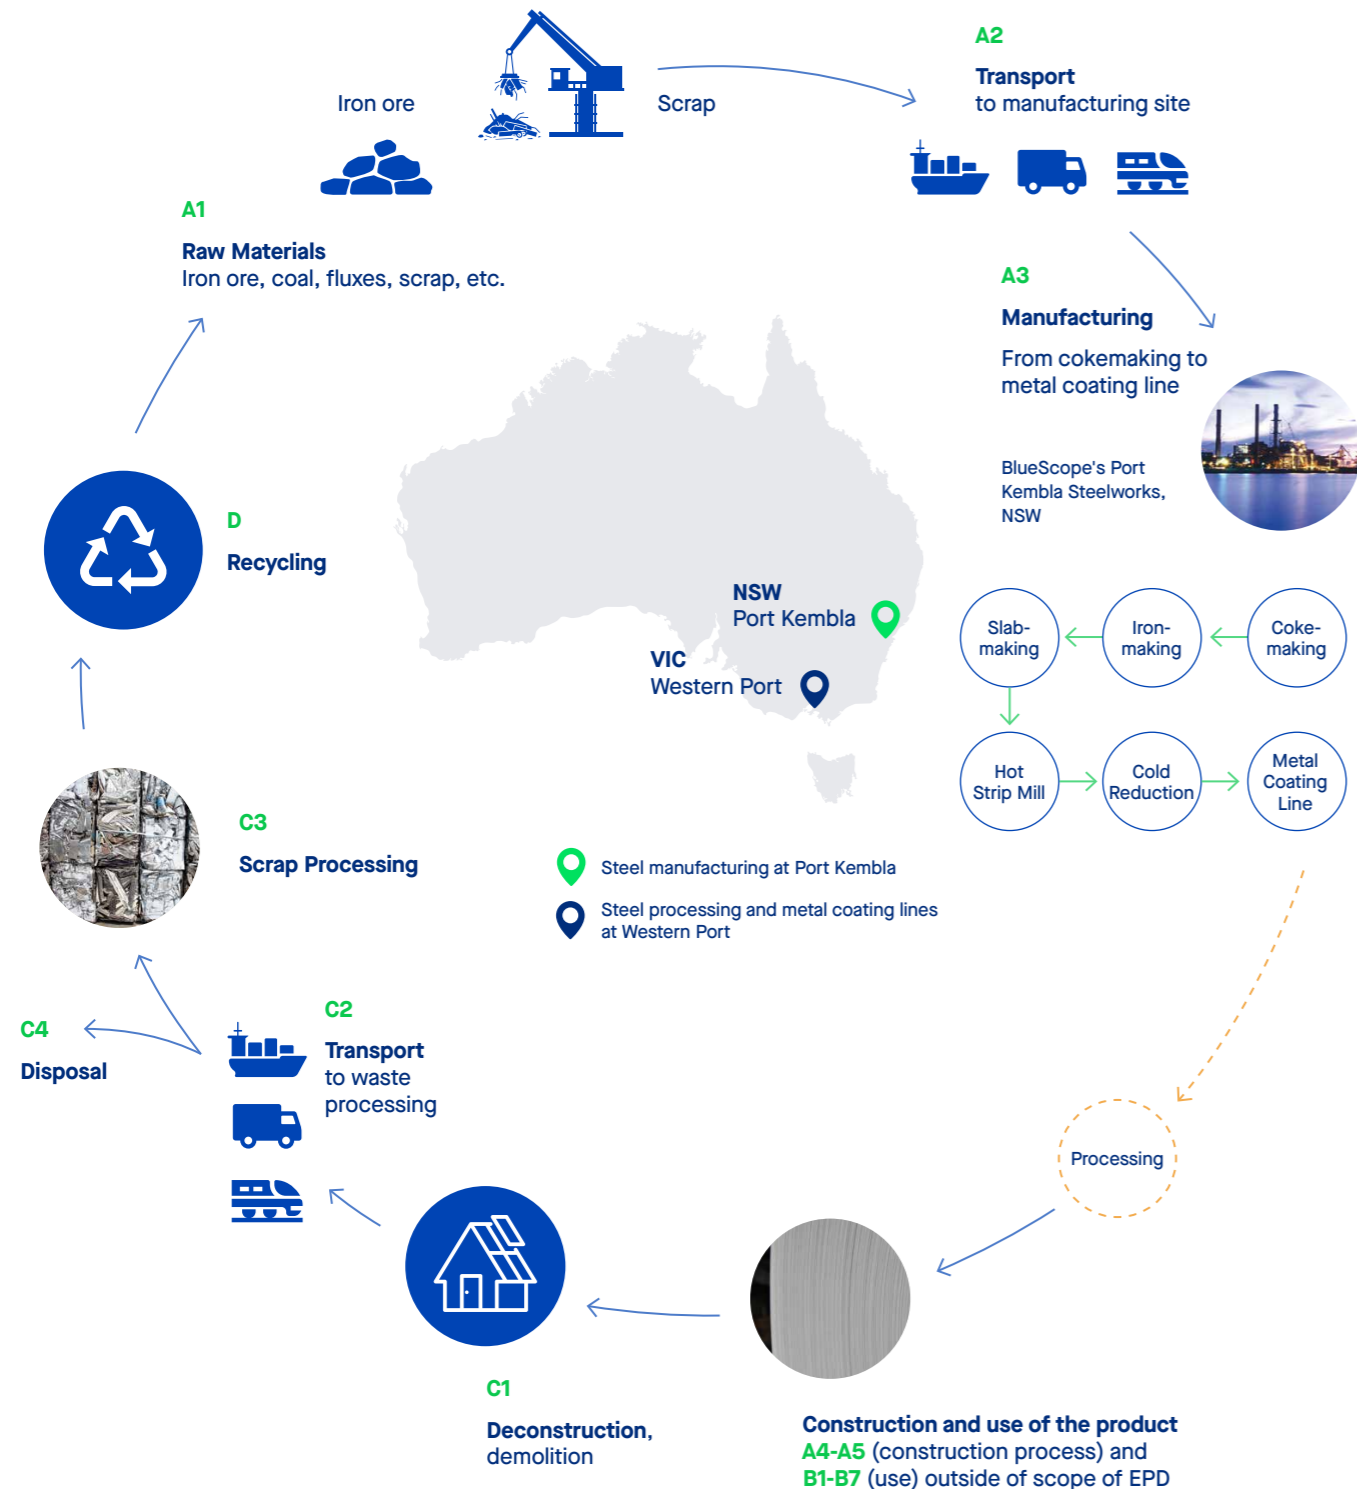 Iron ore
Scrap
A2
Transport
to manufacturing site
A1
Raw Materials
Iron ore, coal, fluxes, scrap, etc.
A3
Manufacturing
From cokemaking to
metal coating line
BlueScope's Port
Kembla Steelworks,
NSW
D
Recycling
NSW
Port Kembla
VIC
Western Port
Slab-
making
Iron-
making
Coke-
making
Hot
Strip Mill
Cold
Reduction
Metal
Coating
Line
C3
Scrap Processing
Steel manufacturing at Port Kembla
Steel processing and metal coating lines
at Western Port
C2
Transport
to waste
processing
C4
Disposal
Processing
C1
Deconstruction,
demolition
Construction and use of the product
A4-A5 (construction process) and
B1-B7 (use) outside of scope of EPD